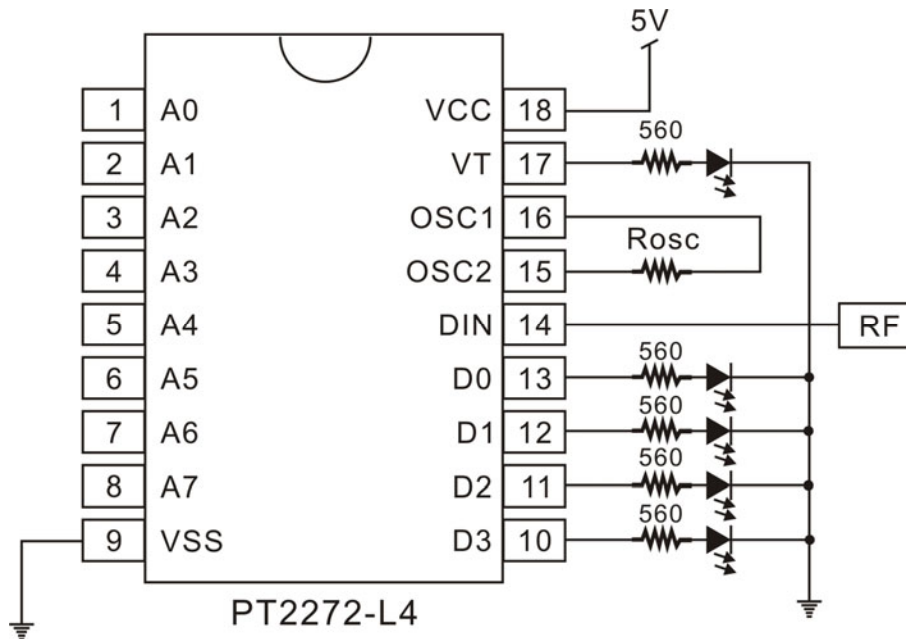 5V
1 A0 VCC 18
560
2 A1 VT 17
3 A2 OSC1 16
Rosc
4 A3 OSC2 15
5 A4 DIN 14 RF
560
6 A5 D0 13
560
7 A6 D1 12
560
8 A7 D2 11
560
9 VSS D3 10
PT2272-L4